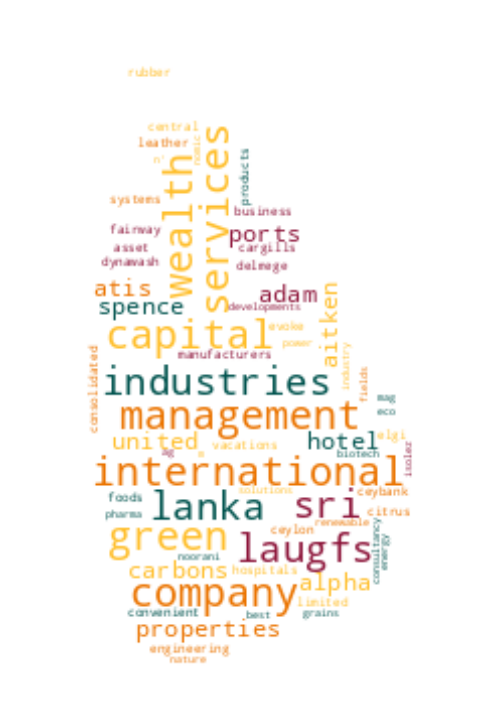 rubber
central
leather
nomic
n'
wealth
services
products
systems
business
fairway
ports
asset
cargills
dynawash
delmege
atis
adam
aitken
spence
developments
capital
evoke
power
manufacturers
industry
consolidated
industries
fields
mag
eco
management
united
vacations
hotel
elgi
biotech
isolez
ag
international
solutions
ceybank
foods
lanka
sri
citrus
pharma
renewable
ceylon
consultancy
energy
green
laugfs
noorani
carbons
hospitals
alpha
company
limited
convenient
best
grains
properties
engineering
nature